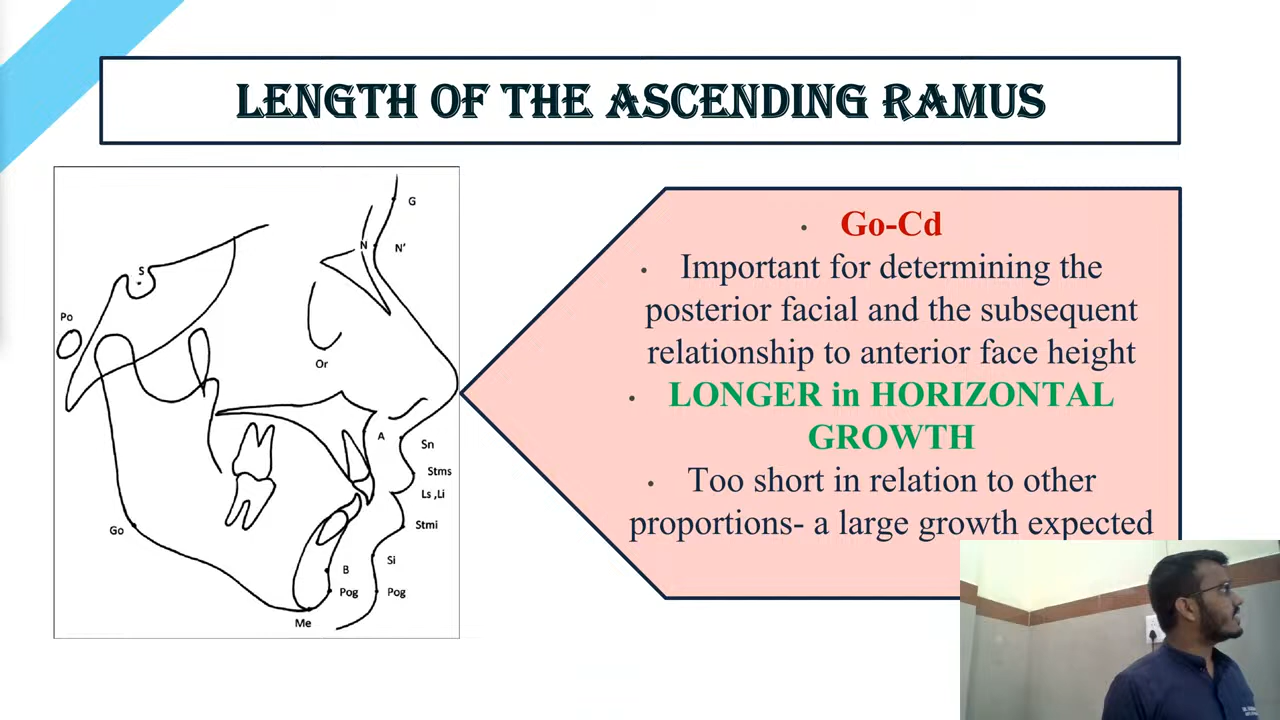 LENGTH OF THE ASCENDING RAMUS
• Go-Cd
• Important for determining the
posterior facial and the subsequent
relationship to anterior face height
• LONGER in HORIZONTAL
GROWTH
• Too short in relation to other
proportions- a large growth expected
G
N N'
S
Po
Or
A
Sn
Stms
Ls ,Li
Go
Stmi
Si
B
Pog Pog
Me